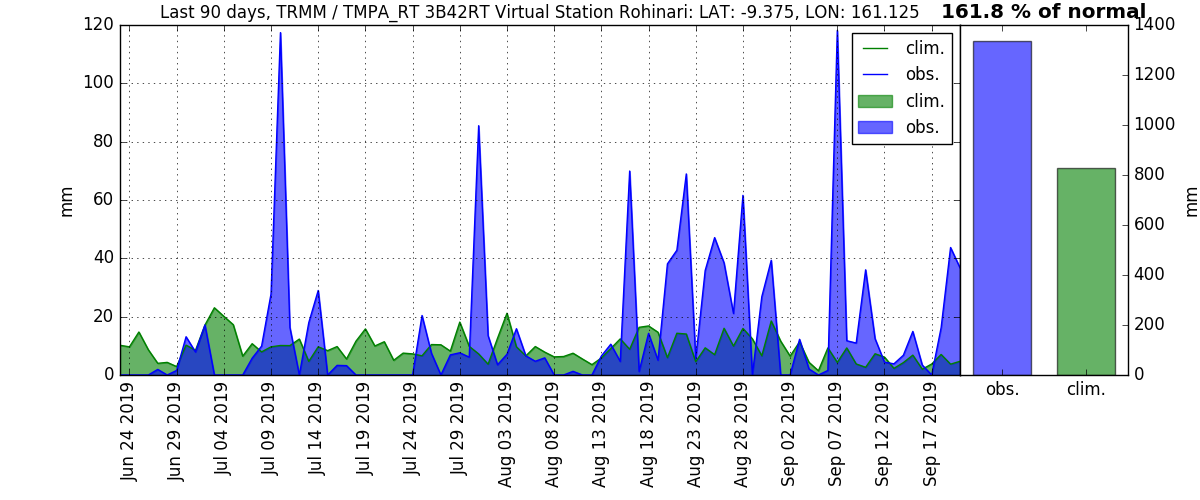 Last 90 days, TRMM / TMPA_RT 3B42RT Virtual Station Rohinari: LAT: -9.375, LON: 161.125
161.8 % of normal
120
100
80
60
40
20
0
mm
clim.
obs.
clim.
obs.
1400
1200
1000
800
600
400
200
0
mm
Jun 24 2019
Jun 29 2019
Jul 04 2019
Jul 09 2019
Jul 14 2019
Jul 19 2019
Jul 24 2019
Jul 29 2019
Aug 03 2019
Aug 08 2019
Aug 13 2019
Aug 18 2019
Aug 23 2019
Aug 28 2019
Sep 02 2019
Sep 07 2019
Sep 12 2019
Sep 17 2019
obs.
clim.